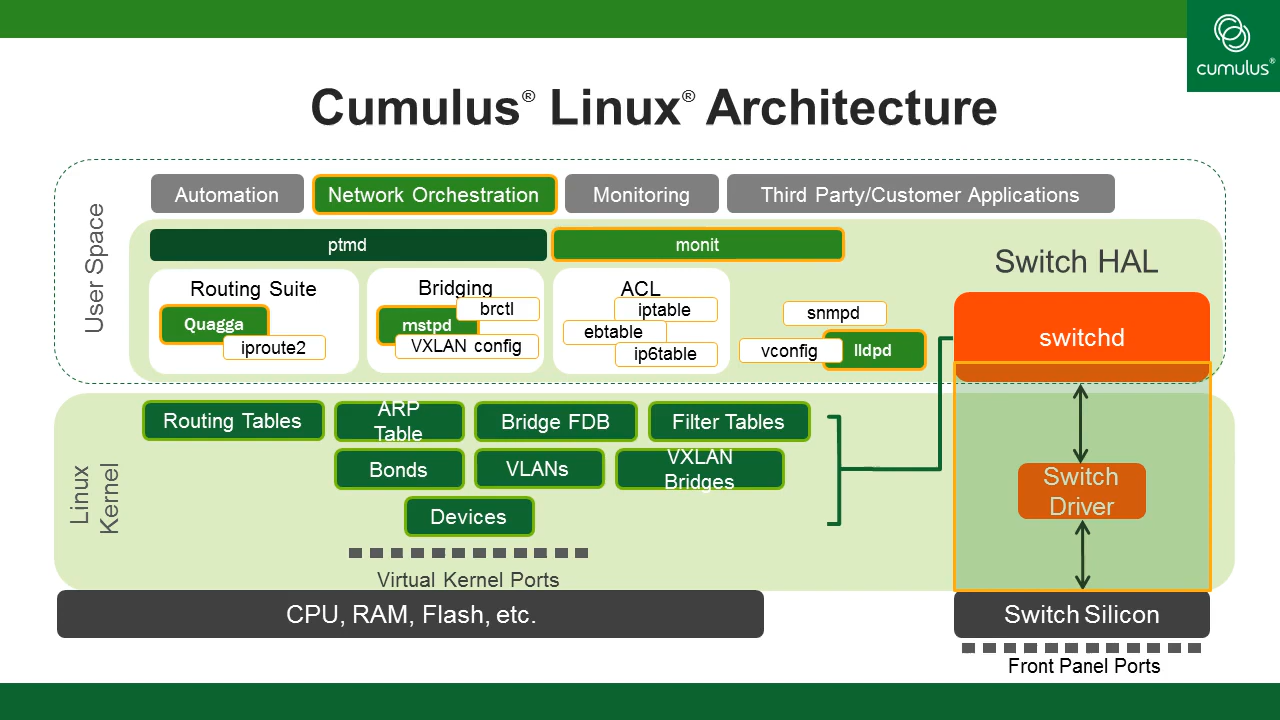 cumulus®
Cumulus® Linux® Architecture
User Space
Automation
Network Orchestration
Monitoring
Third Party/Customer Applications
ptmd
monit
Switch HAL
Routing Suite
Quagga
iproute2
Bridging
brctl
mstpd
VXLAN config
ACL
iptable
ebtable
ip6table
snmpd
vconfig
lldpd
switchd
Linux
Kernel
Routing Tables
ARP
Table
Bridge FDB
Filter Tables
Bonds
VLANs
VXLAN
Bridges
Devices
Virtual Kernel Ports
Switch
Driver
CPU, RAM, Flash, etc.
Switch Silicon
Front Panel Ports